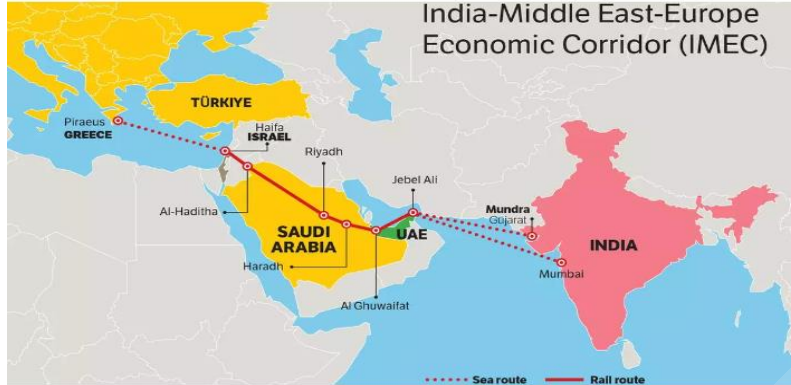 India-Middle East-Europe
Economic Corridor (IMEC)
TÜRKIYE
Piraeus
GREECE
Haifa
ISRAEL
Riyadh
Jebel Ali
Al-Haditha
Mundra
Gujarat
SAUDI
ARABIA
UAE
INDIA
Haradh
Mumbai
Al Ghuwaifat
Sea route
Rail route